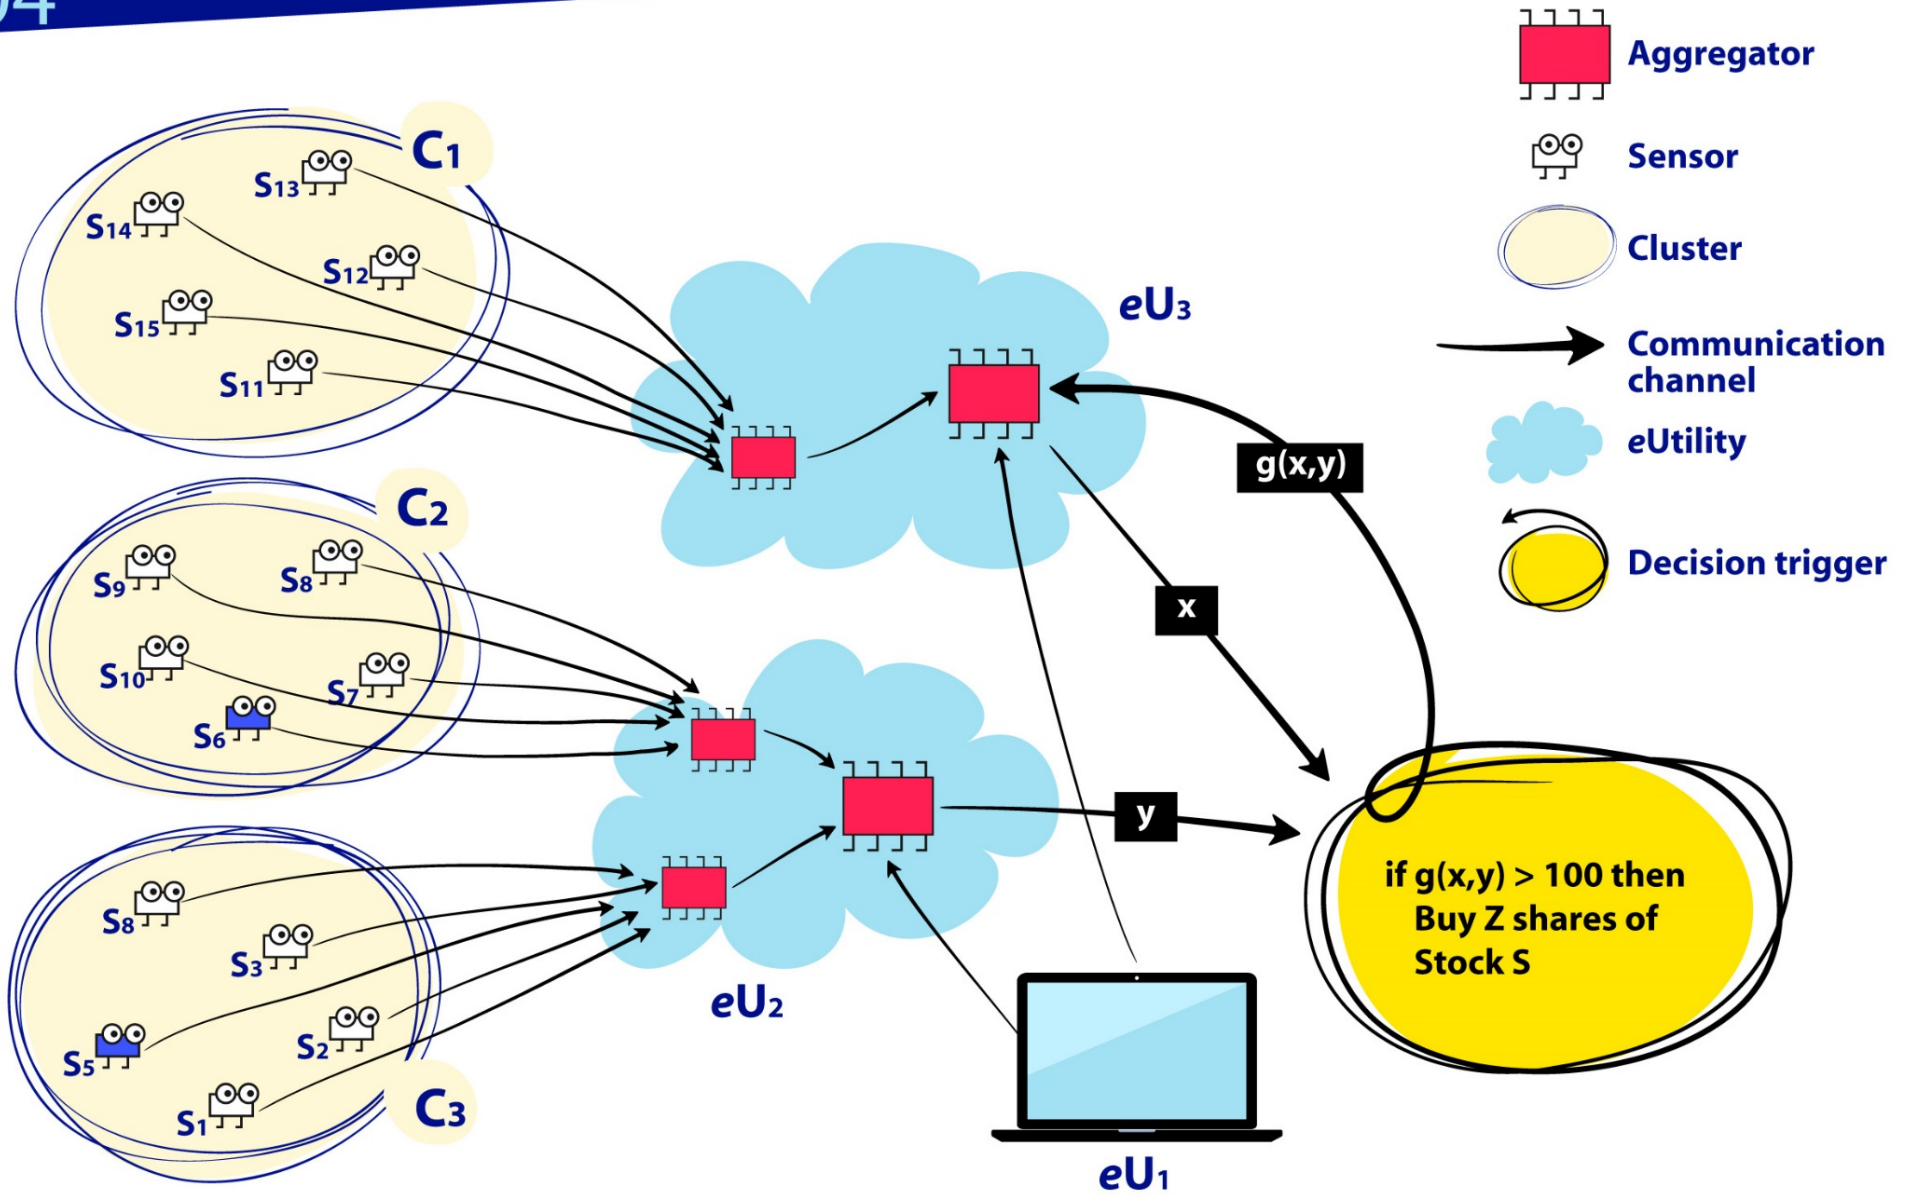 04
C1
S13
S14
S12
S15
S11
C2
S9
S8
S10
S7
S6
S8
S3
S5
S2
S1
C3
eU3
eU2
eU1
g(x,y)
x
y
if g(x,y) > 100 then
Buy Z shares of
Stock S
Aggregator
Sensor
Cluster
Communication
channel
eUtility
Decision trigger